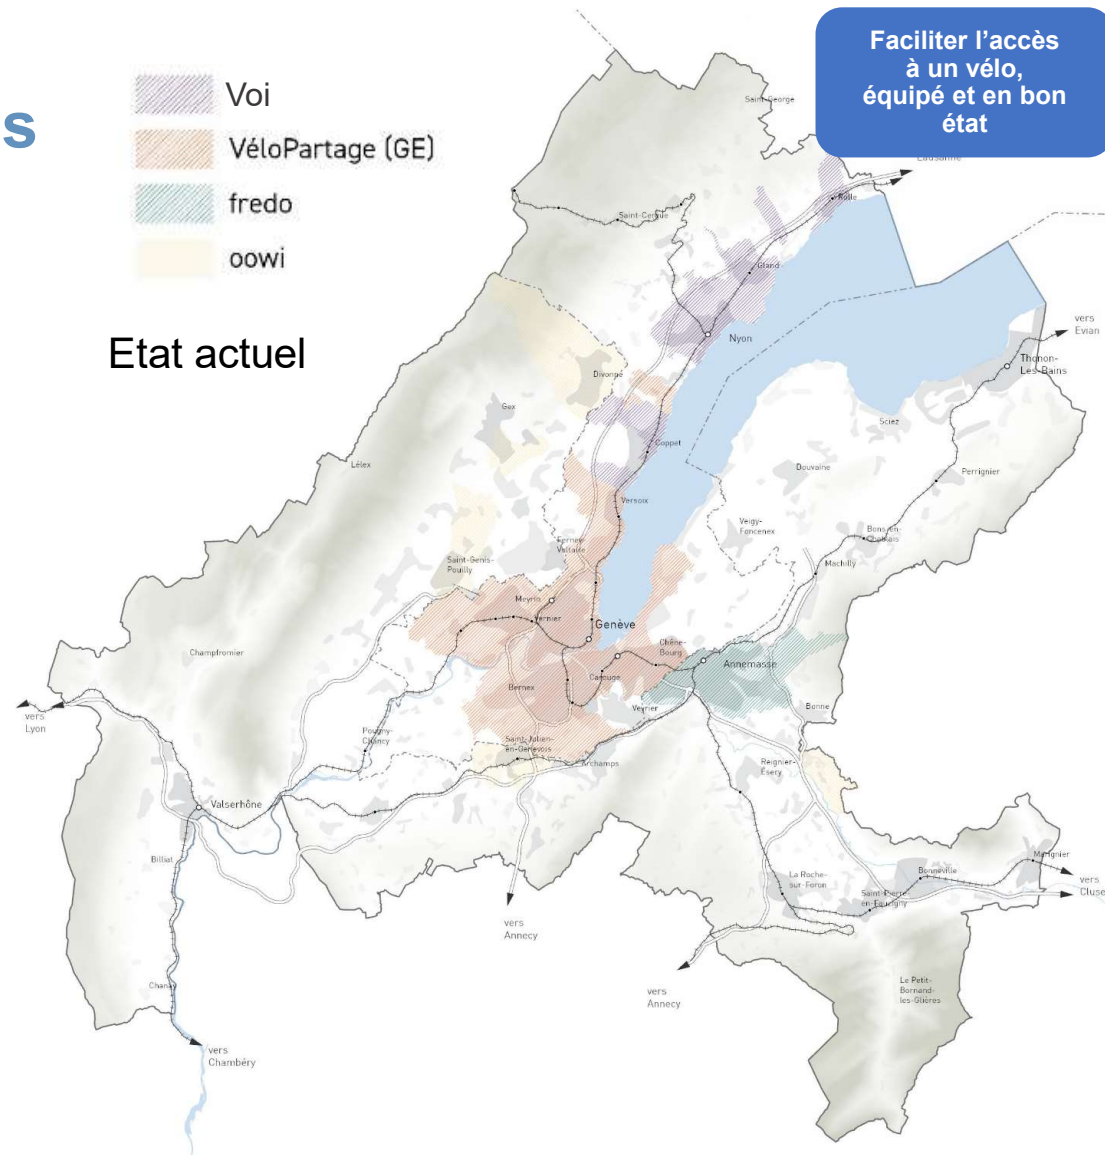 s
Faciliter l’accès
à un vélo,
équipé et en bon
état
Voi
VéloPartage (GE)
fredo
oowi
Etat actuel
Saint-George
Lausanne
Rolle
Saint-Cergue
Gland
Nyon
vers
Evian
Thonon-
Les-Bains
Divonne
Gex
Sciez
Coppet
Lélex
Douvaine
Perrignier
Versoix
Veigy-
Foncenex
Bons-en-
Chablais
Ferney-
Voltaire
Saint-Genis-
Pouilly
Machilly
Meyrin
Vernier
Genève
Chêne-
Bourg
Champfromier
Annemasse
Carouge
Bernex
Veyrier
Bonne
vers
Lyon
Pougny-
Chancy
Saint-Julien-
en-Genevois
Archamps
Reignier-
Ésery
Valserhône
Billiat
Marignier
La Roche-
sur-Foron
Bonneville
Saint-Pierre-
en-Faucigny
vers
Cluse
vers
Annecy
Chanay
vers
Annecy
Le Petit-
Bornand-
les-Glières
vers
Chambéry